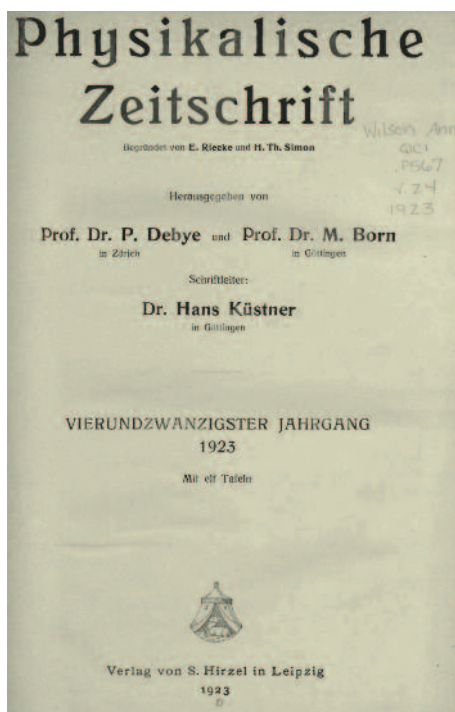 Physikalische
Zeitschrift
Begründet von E. Riecke und H. Th. Simon
Wilson Ann
QC1
.P567
v. 24
1923
Herausgegeben von
Prof. Dr. P. Debye und Prof. Dr. M. Born
in Zürich in Göttingen
Schriftleiter:
Dr. Hans Küstner
in Göttingen
VIERUNDZWANZIGSTER JAHRGANG
1923
Mit elf Tafeln
Verlag von S. Hirzel in Leipzig
1923